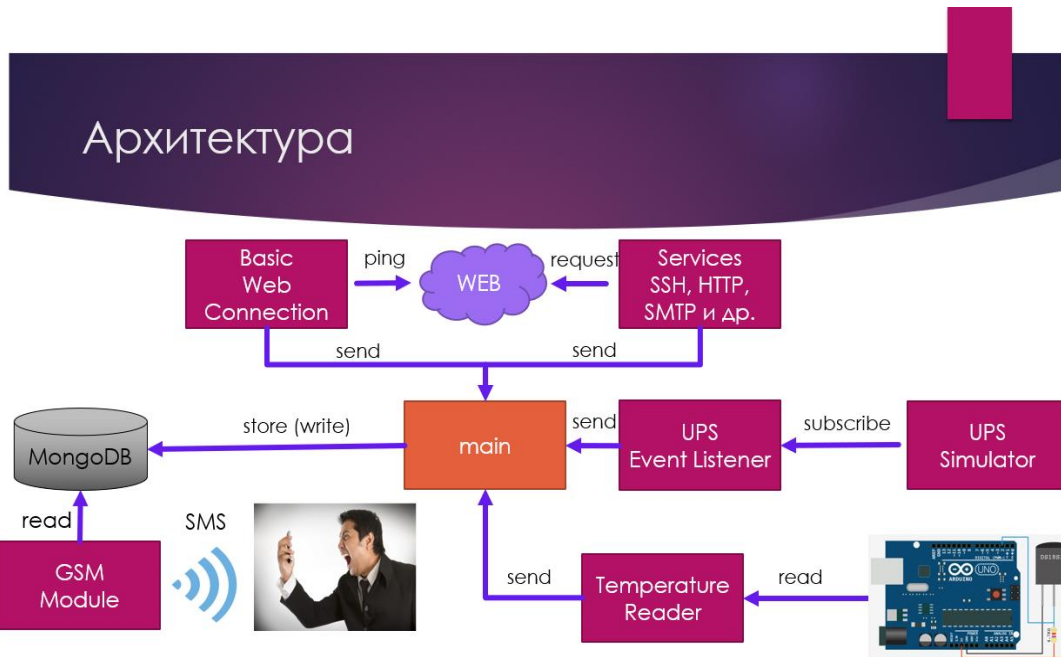 Архитектура
Basic
Web
Connection
ping
WEB
request
Services
SSH, HTTP,
SMTP и др.
send
send
MongoDB
store (write)
main
send
UPS
Event Listener
subscribe
UPS
Simulator
read
SMS
GSM
Module
send
Temperature
Reader
read
UNO
ARDUINO